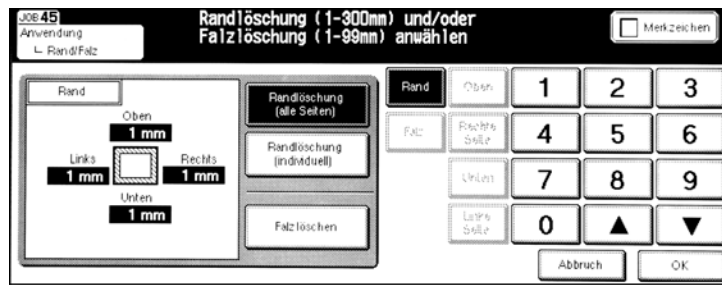 JOB 45
Anwendung
Rand/Falz
Randlöschung (1-300mm) und/oder
Falzlöschung (1-99mm) anwählen
Merkzeichen
Rand
Oben
1 mm
Links
1 mm
Rechts
1 mm
Unten
1 mm
Randlöschung
(alle Seiten)
Randlöschung
(individuell)
Falzlöschen
Rand
Oben
1
2
3
Falz
Rechte
Seite
4
5
6
Unten
7
8
9
Linke
Seite
0
▲
▼
Abbruch
OK